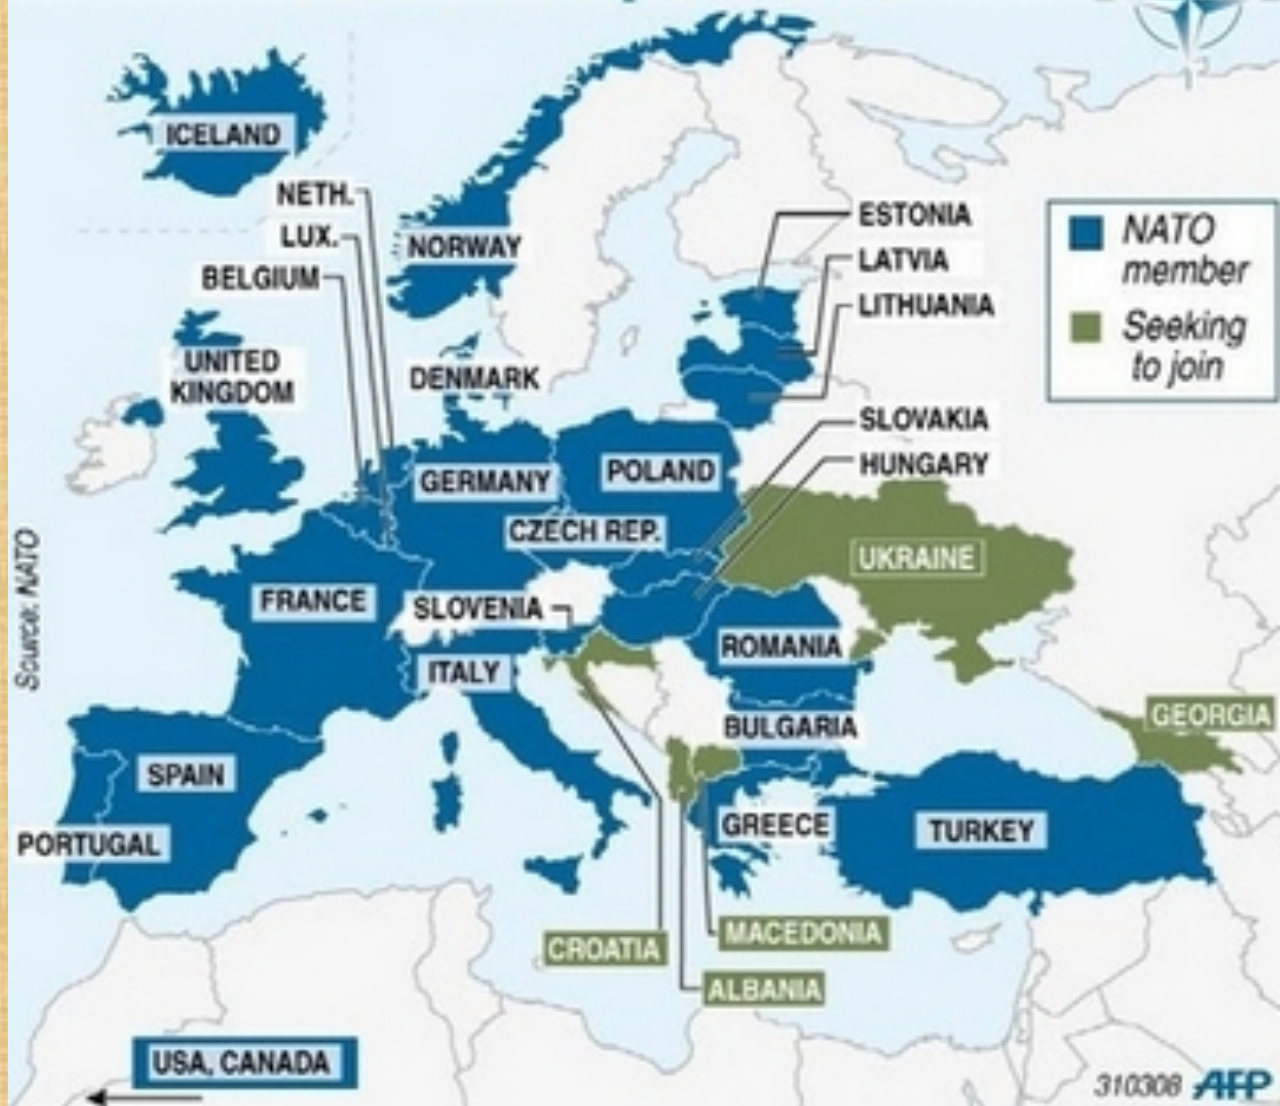 ICELAND
NETH.
LUX.
BELGIUM
NORWAY
ESTONIA
LATVIA
LITHUANIA
NATO
member
Seeking
to join
UNITED
KINGDOM
DENMARK
SLOVAKIA
HUNGARY
GERMANY
POLAND
CZECH REP.
UKRAINE
FRANCE
SLOVENIA
ROMANIA
ITALY
BULGARIA
GEORGIA
SPAIN
PORTUGAL
GREECE
TURKEY
CROATIA
MACEDONIA
ALBANIA
USA, CANADA
Source: NATO
310308 AFP